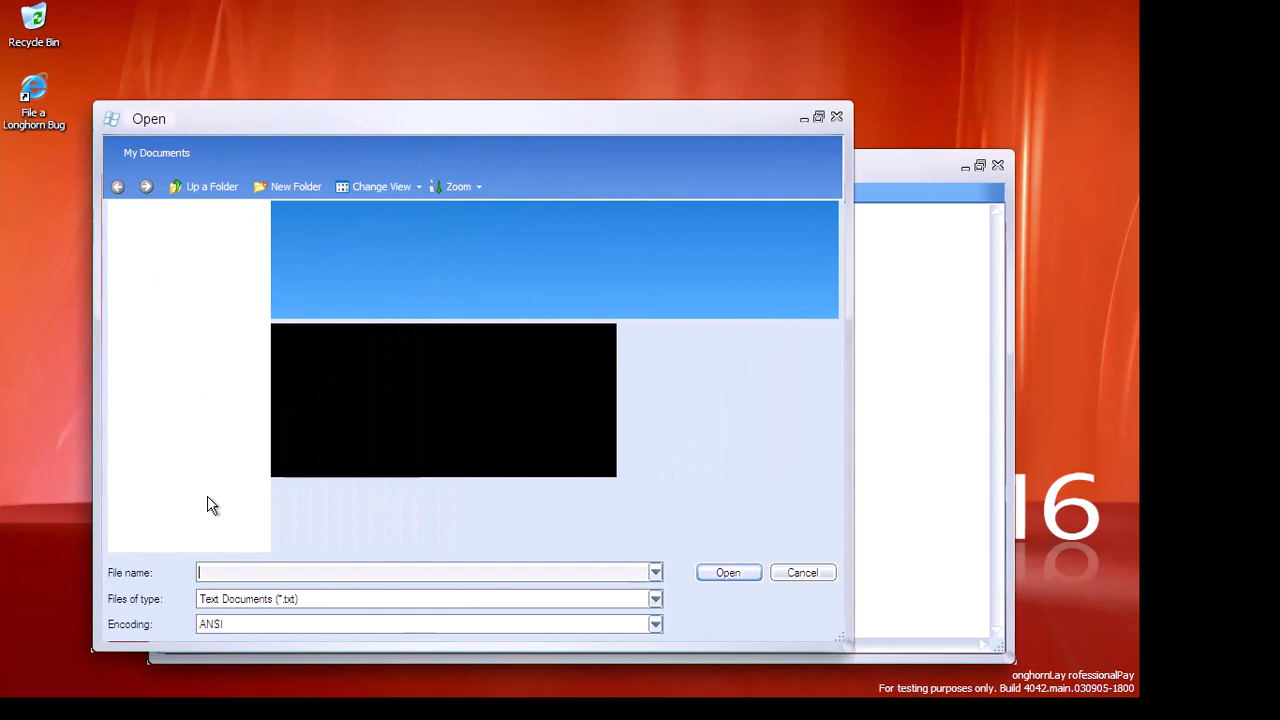 Recycle Bin
File a
Longhorn Bug
Open
My Documents
Up a Folder
New Folder
Change View
Zoom
File name:
Open
Cancel
Files of type:
Text Documents (*.txt)
Encoding:
ANSI
16
onghornLay rofessionalPay
For testing purposes only. Build 4042.main.030905-1800